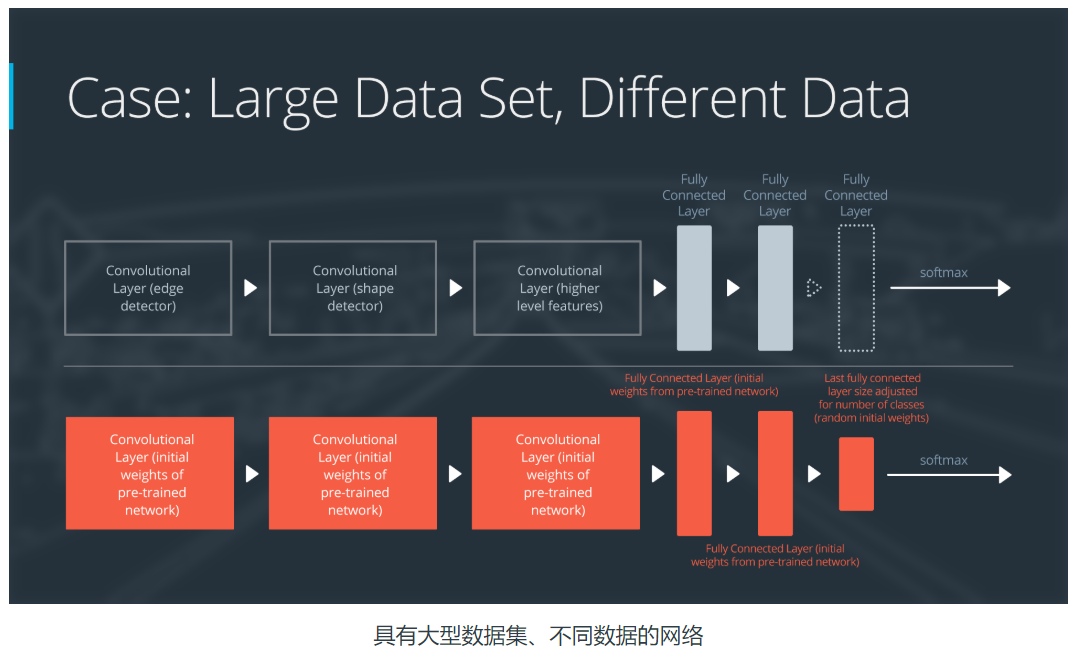 Case: Large Data Set, Different Data
Fully
Connected
Layer
Fully
Connected
Layer
Fully
Connected
Layer
Convolutional
Layer (edge
detector)
Convolutional
Layer (shape
detector)
Convolutional
Layer (higher
level features)
softmax
Fully Connected Layer (initial
weights from pre-trained network)
Last fully connected
layer size adjusted
for number of classes
(random initial weights)
Convolutional
Layer (initial
weights of
pre-trained
network)
Convolutional
Layer (initial
weights of
pre-trained
network)
Convolutional
Layer (initial
weights of
pre-trained
network)
softmax
Fully Connected Layer (initial
weights from pre-trained network)
具有大型数据集、不同数据的网络